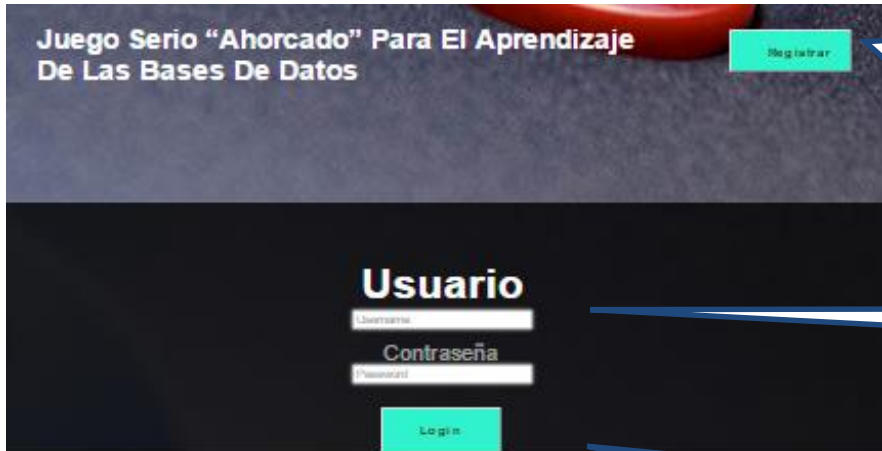 Juego Serio “Ahorcado” Para El Aprendizaje
De Las Bases De Datos
Registrar
Usuario
Username
Contraseña
Password
Login